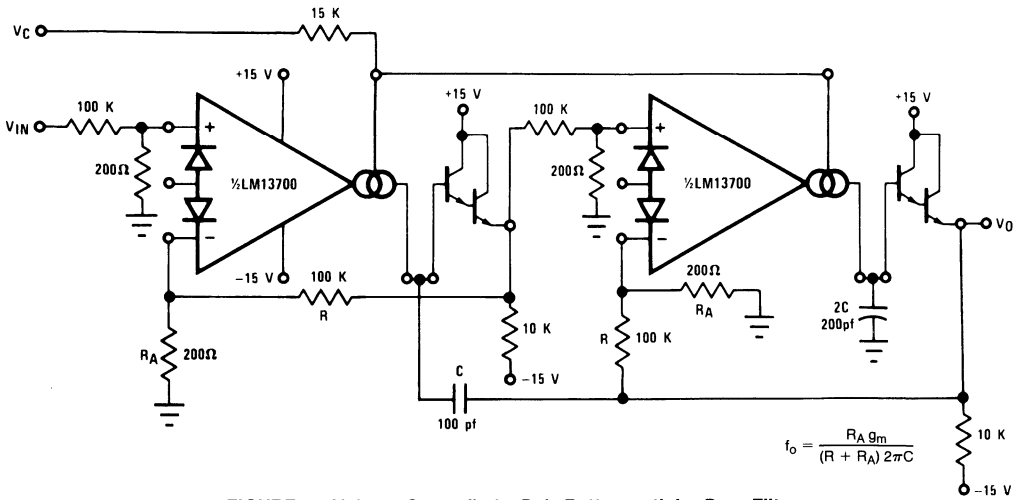 VC
15 K
+15 V
+15 V
+15 V
100 K
100 K
VIN
+
+
200Ω
200Ω
½LM13700
½LM13700
VO
−
−
−15 V
100 K
R
200Ω
RA
2C
200pf
10 K
R
100 K
RA
200Ω
−15 V
C
100 pf
10 K
fo = RA gm / (R + RA) 2πC
−15 V